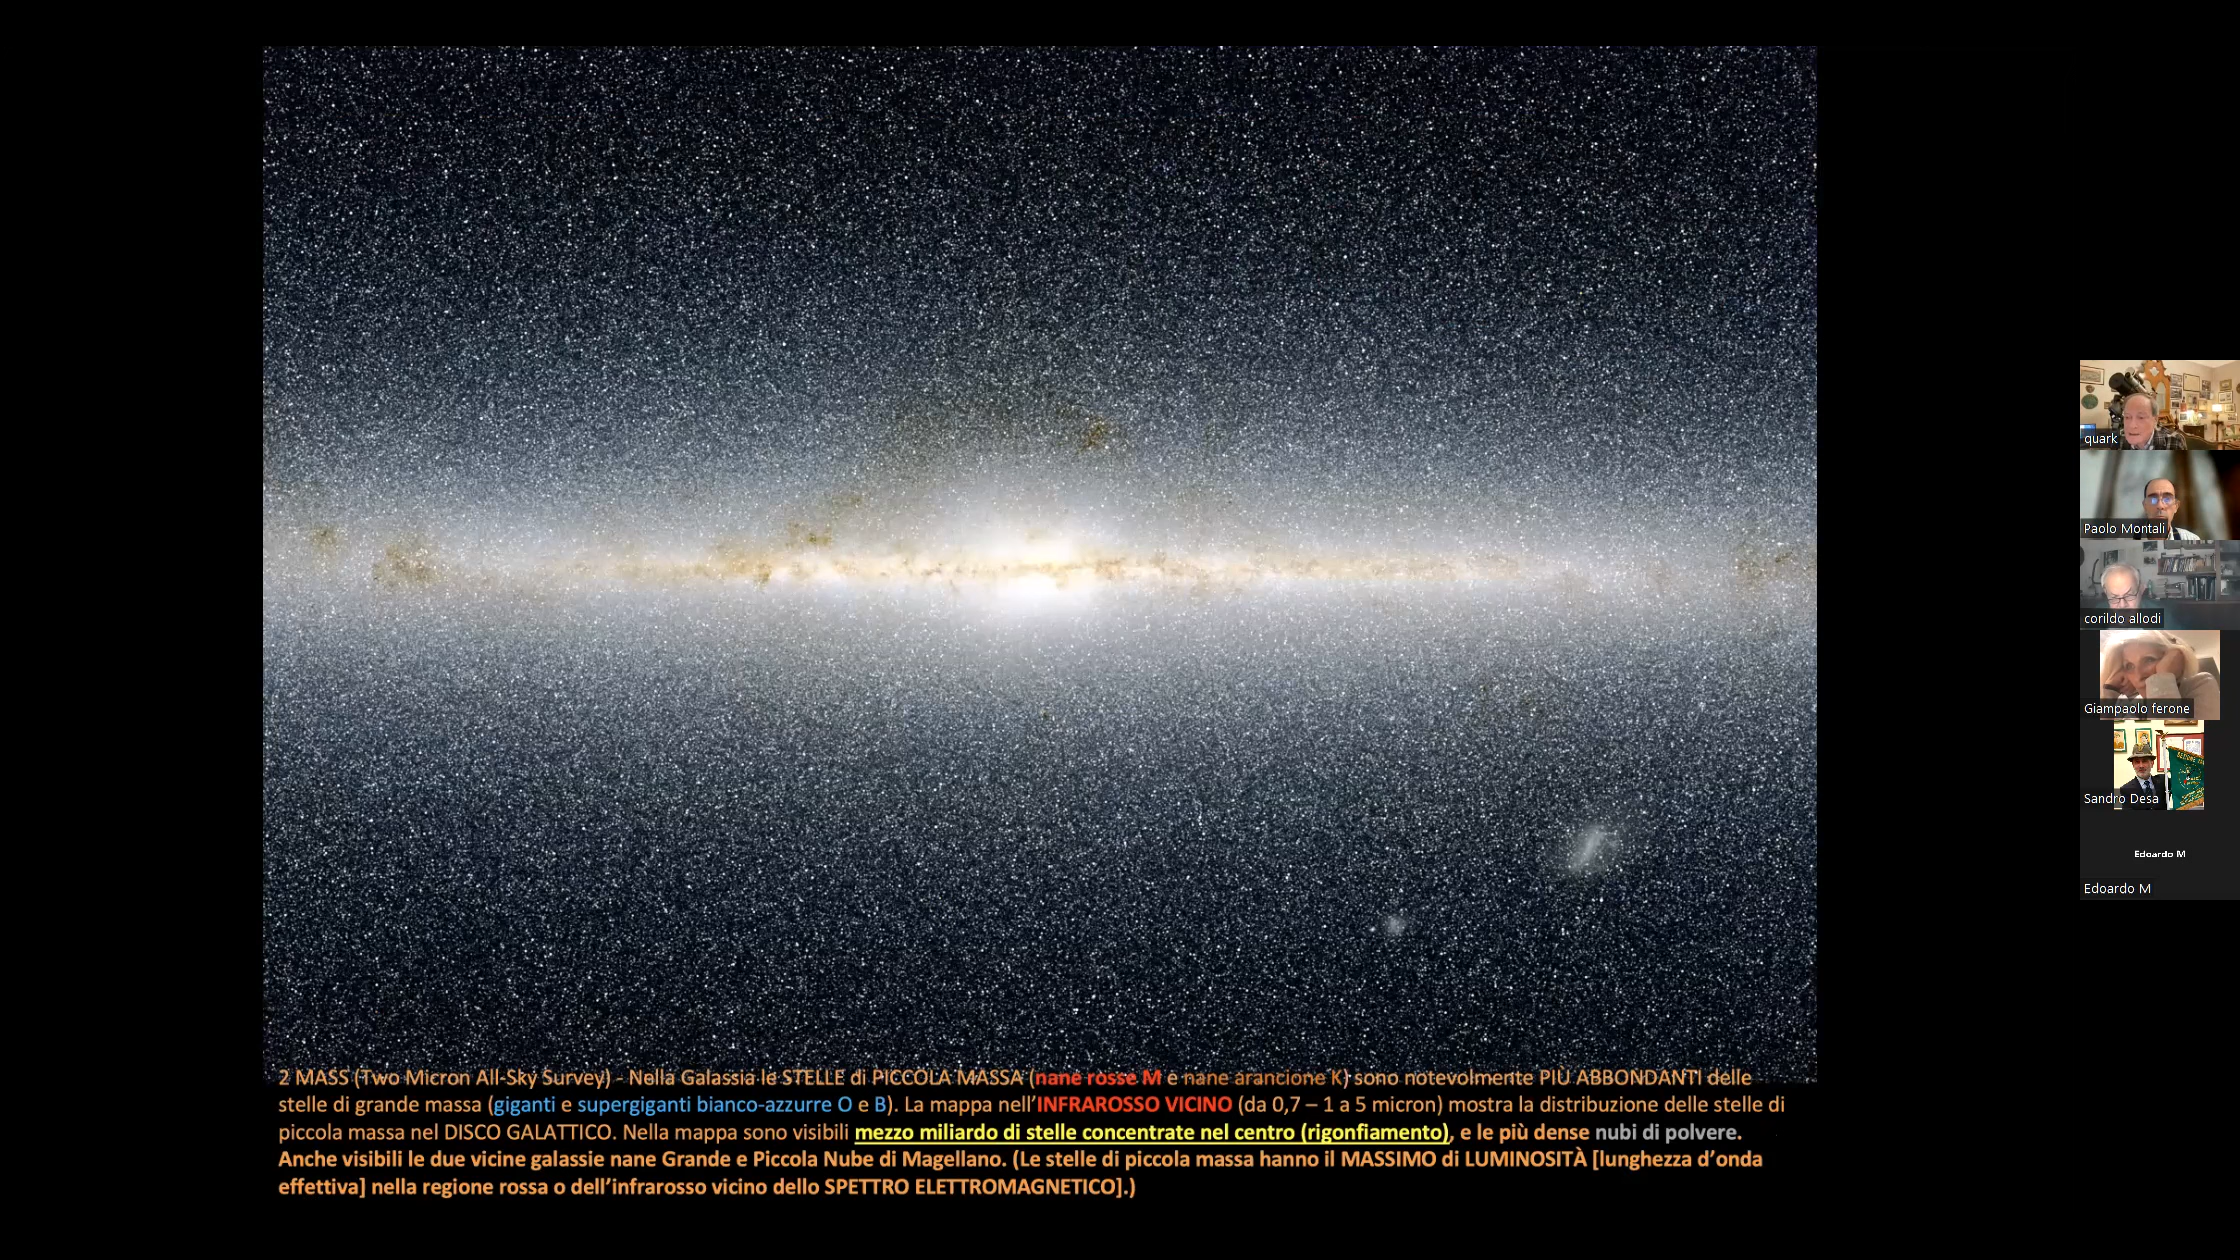 2 MASS (Two Micron All-Sky Survey) - Nella Galassia le STELLE di PICCOLA MASSA (nane rosse M e nane arancione K) sono notevolmente PIÙ ABBONDANTI delle
stelle di grande massa (giganti e supergiganti bianco-azzurre O e B). La mappa nell'INFRAROSSO VICINO (da 0,7 – 1 a 5 micron) mostra la distribuzione delle stelle di
piccola massa nel DISCO GALATTICO. Nella mappa sono visibili mezzo miliardo di stelle concentrate nel centro (rigonfiamento), e le più dense nubi di polvere.
Anche visibili le due vicine galassie nane Grande e Piccola Nube di Magellano. (Le stelle di piccola massa hanno il MASSIMO di LUMINOSITÀ [lunghezza d'onda
effettiva] nella regione rossa o dell'infrarosso vicino dello SPETTRO ELETTROMAGNETICO].)
quark
Paolo Montali
corildo allodi
Giampaolo ferone
Sandro Desa
Edoardo M
Edoardo M